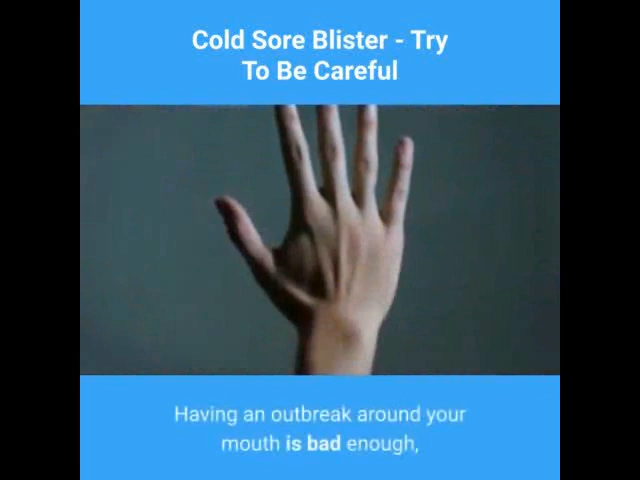 Cold Sore Blister - Try
To Be Careful
Having an outbreak around your
mouth is bad enough,